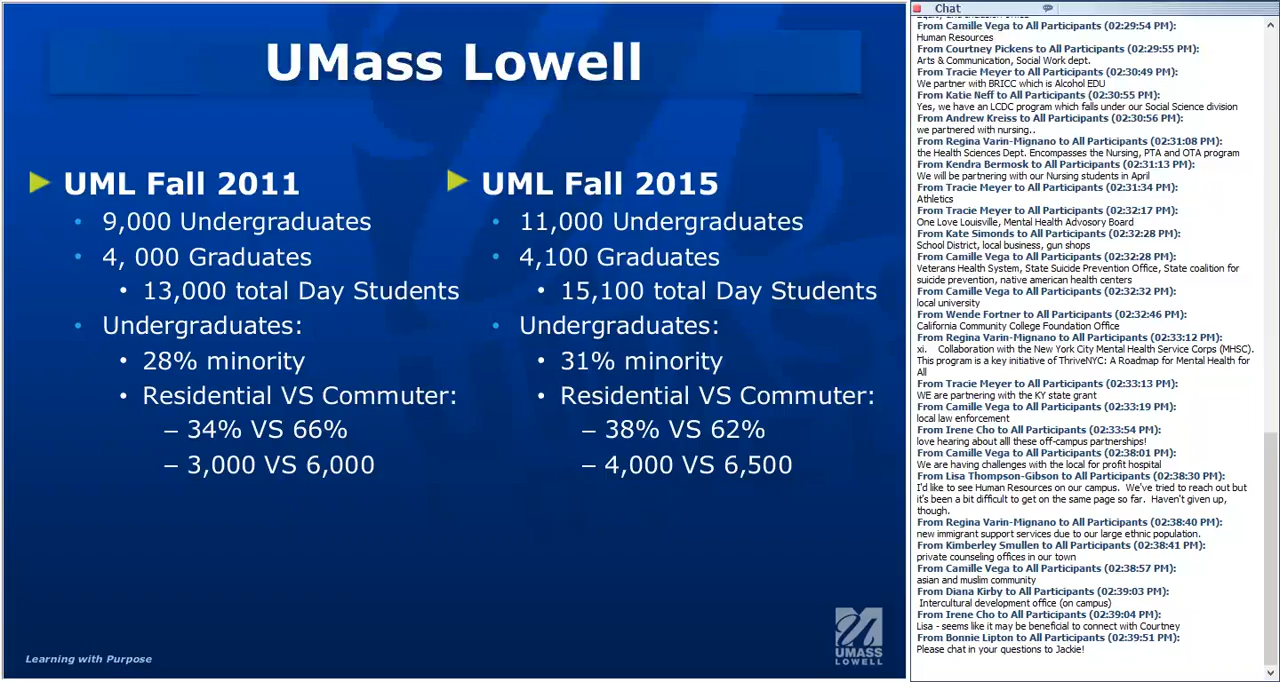 UMass Lowell
UML Fall 2011
• 9,000 Undergraduates
• 4, 000 Graduates
• 13,000 total Day Students
• Undergraduates:
• 28% minority
• Residential VS Commuter:
– 34% VS 66%
– 3,000 VS 6,000
UML Fall 2015
• 11,000 Undergraduates
• 4,100 Graduates
• 15,100 total Day Students
• Undergraduates:
• 31% minority
• Residential VS Commuter:
– 38% VS 62%
– 4,000 VS 6,500
Learning with Purpose
UMASS
LOWELL
Chat
From Camille Vega to All Participants (02:29:54 PM):
Human Resources
From Courtney Pickens to All Participants (02:29:55 PM):
Arts & Communication, Social Work dept.
From Tracie Meyer to All Participants (02:30:49 PM):
We partner with BRICC which is Alcohol EDU
From Katie Neff to All Participants (02:30:55 PM):
Yes, we have an LCDC program which falls under our Social Science division
From Andrew Kreiss to All Participants (02:30:56 PM):
we partnered with nursing..
From Regina Varin-Mignano to All Participants (02:31:08 PM):
the Health Sciences Dept. Encompasses the Nursing, PTA and OTA program
From Kendra Bermosk to All Participants (02:31:13 PM):
We will be partnering with our Nursing students in April
From Tracie Meyer to All Participants (02:31:34 PM):
Athletics
From Tracie Meyer to All Participants (02:32:17 PM):
One Love Louisville, Mental Health Advosory Board
From Kate Simonds to All Participants (02:32:28 PM):
School District, local business, gun shops
From Camille Vega to All Participants (02:32:28 PM):
Veterans Health System, State Suicide Prevention Office, State coalition for
suicide prevention, native american health centers
From Camille Vega to All Participants (02:32:32 PM):
local university
From Wende Fortner to All Participants (02:32:46 PM):
California Community College Foundation Office
From Regina Varin-Mignano to All Participants (02:33:12 PM):
xi. Collaboration with the New York City Mental Health Service Corps (MHSC).
This program is a key initiative of ThriveNYC: A Roadmap for Mental Health for
All
From Tracie Meyer to All Participants (02:33:13 PM):
WE are partnering with the KY state grant
From Camille Vega to All Participants (02:33:19 PM):
local law enforcement
From Irene Cho to All Participants (02:33:54 PM):
love hearing about alll these off-campus partnerships!
From Camille Vega to All Participants (02:38:01 PM):
We are having challenges with the local for profit hospital
From Lisa Thompson-Gibson to All Participants (02:38:30 PM):
I'd like to see Human Resources on our campus. We've tried to reach out but
it's been a bit difficult to get on the same page so far. Haven't given up,
though.
From Regina Varin-Mignano to All Participants (02:38:40 PM):
new immigrant support services due to our large ethnic population.
From Kimberley Smullen to All Participants (02:38:41 PM):
private counseling offices in our town
From Camille Vega to All Participants (02:38:57 PM):
asian and muslim community
From Diana Kirby to All Participants (02:39:03 PM):
Intercultural development office (on campus)
From Irene Cho to All Participants (02:39:04 PM):
Lisa - seems like it may be beneficial to connect with Courtney
From Bonnie Lipton to All Participants (02:39:51 PM):
Please chat in your questions to Jackie!